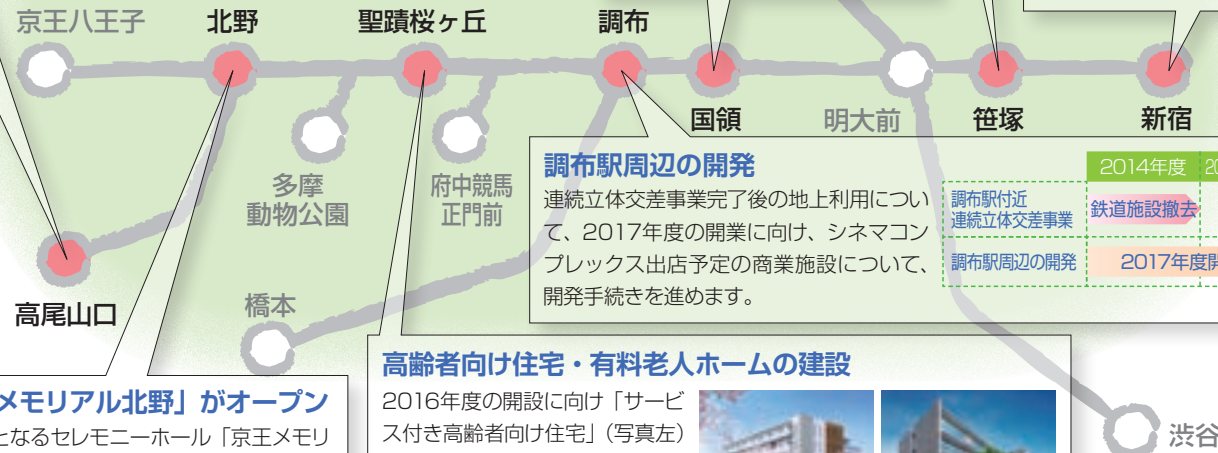 京王八王子
北野
聖蹟桜ヶ丘
調布
国領
明大前
笹塚
新宿
多摩
動物公園
府中競馬
正門前
高尾山口
橋本
渋谷
調布駅周辺の開発
連続立体交差事業完了後の地上利用につい
て、2017年度の開業に向け、シネマコン
プレックス出店予定の商業施設について、
開発手続きを進めます。
2014年度
20
調布駅付近
連続立体交差事業
鉄道施設撤去
調布駅周辺の開発
2017年度開
メモリアル北野」がオープン
となるセレモニーホール「京王メモリ
高齢者向け住宅・有料老人ホームの建設
2016年度の開設に向け「サービ
ス付き高齢者向け住宅」(写真左)